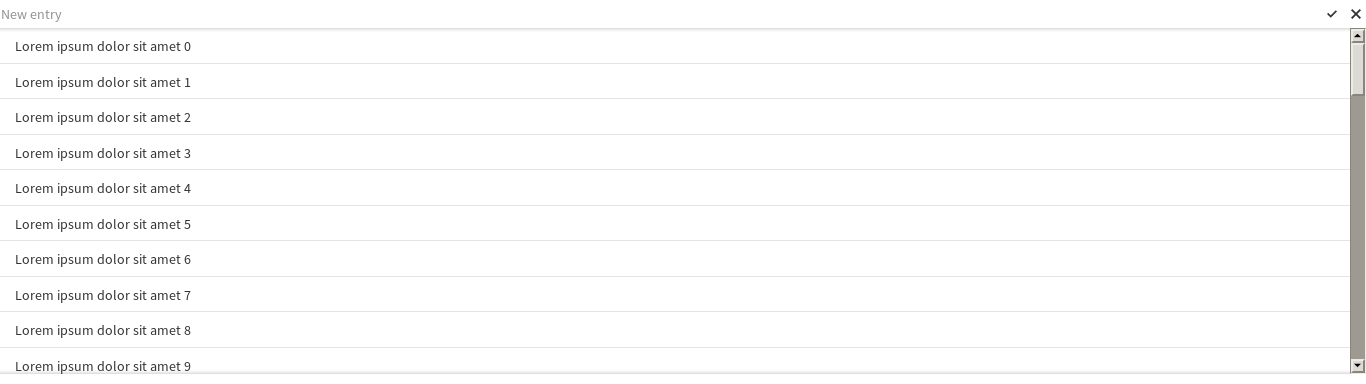 New entry
Lorem ipsum dolor sit amet 0
Lorem ipsum dolor sit amet 1
Lorem ipsum dolor sit amet 2
Lorem ipsum dolor sit amet 3
Lorem ipsum dolor sit amet 4
Lorem ipsum dolor sit amet 5
Lorem ipsum dolor sit amet 6
Lorem ipsum dolor sit amet 7
Lorem ipsum dolor sit amet 8
Lorem ipsum dolor sit amet 9